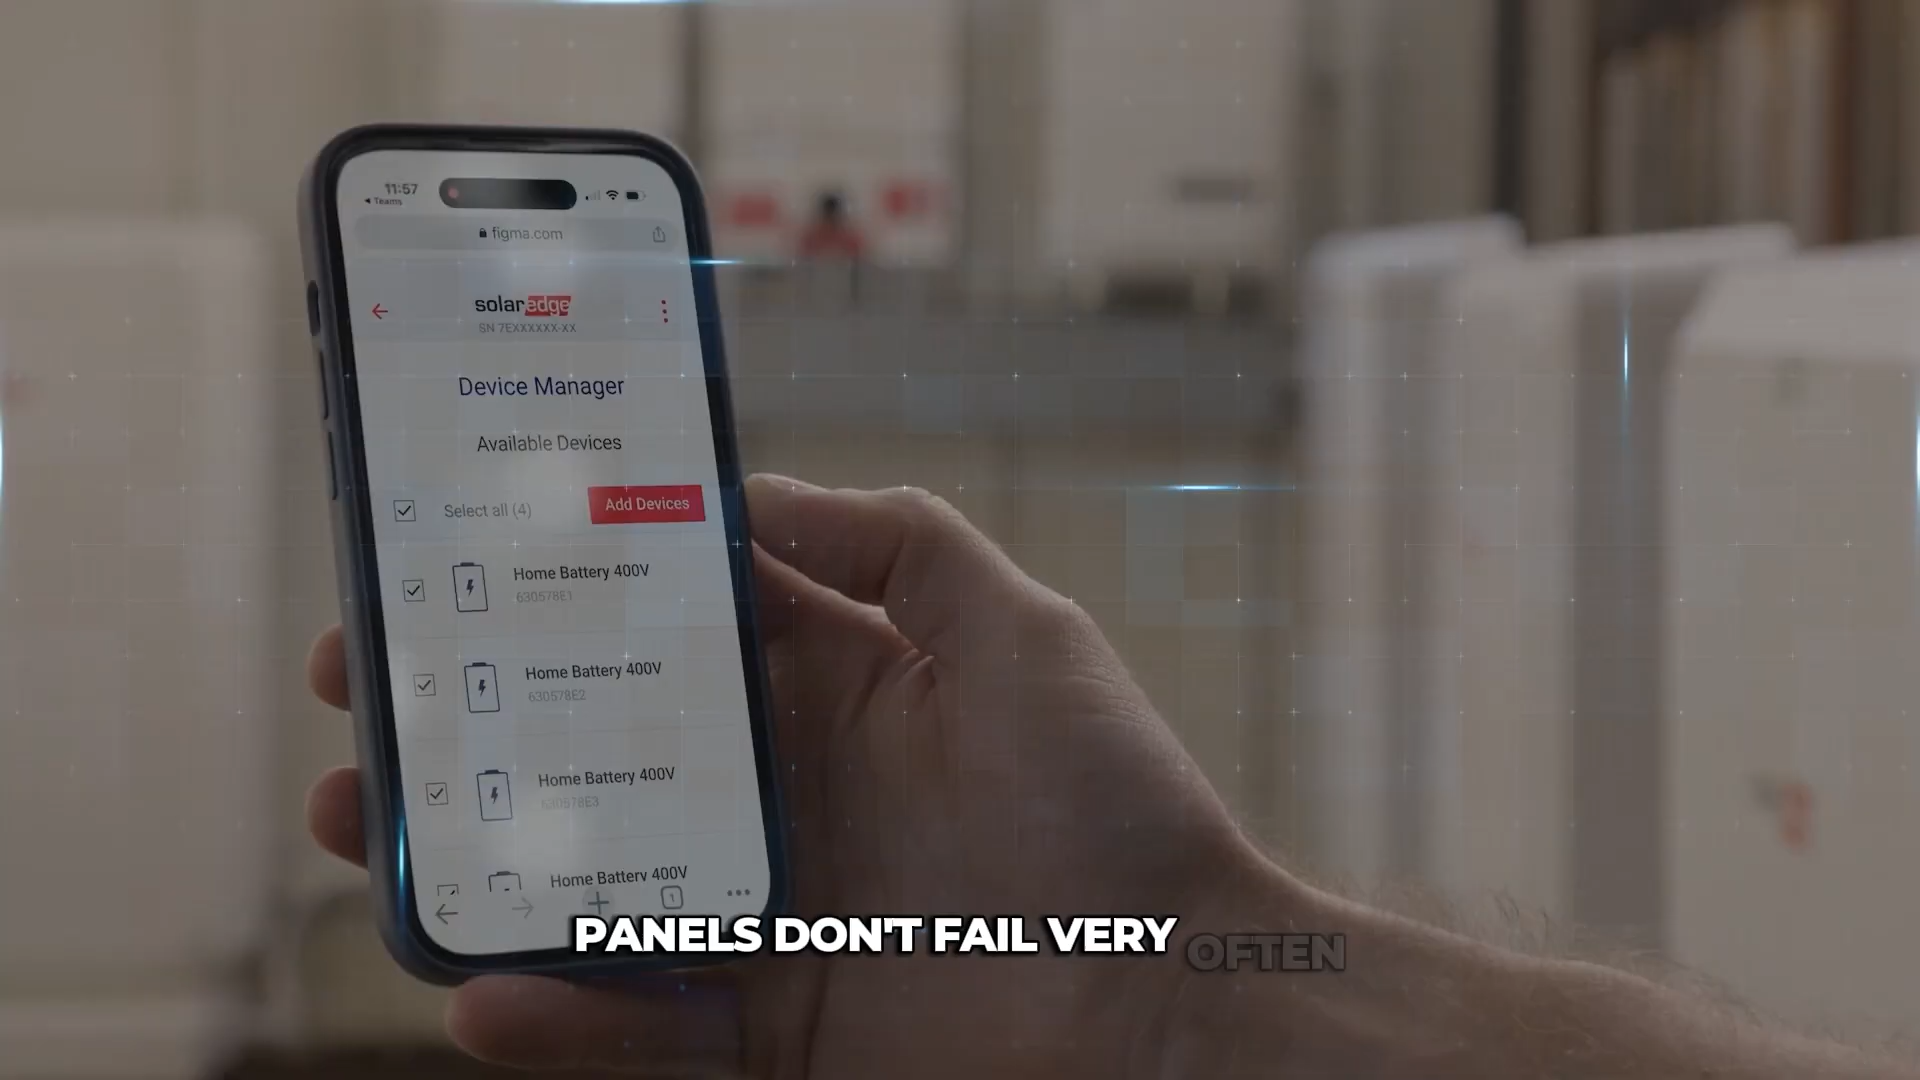 11:57
◄ Teams
figma.com
solaredge
SN 7EXXXXXX-XX
Device Manager
Available Devices
Select all (4)
Add Devices
Home Battery 400V
630578E1
Home Battery 400V
630578E2
Home Battery 400V
630578E3
Home Battery 400V
1
PANELS DON'T FAIL VERY OFTEN